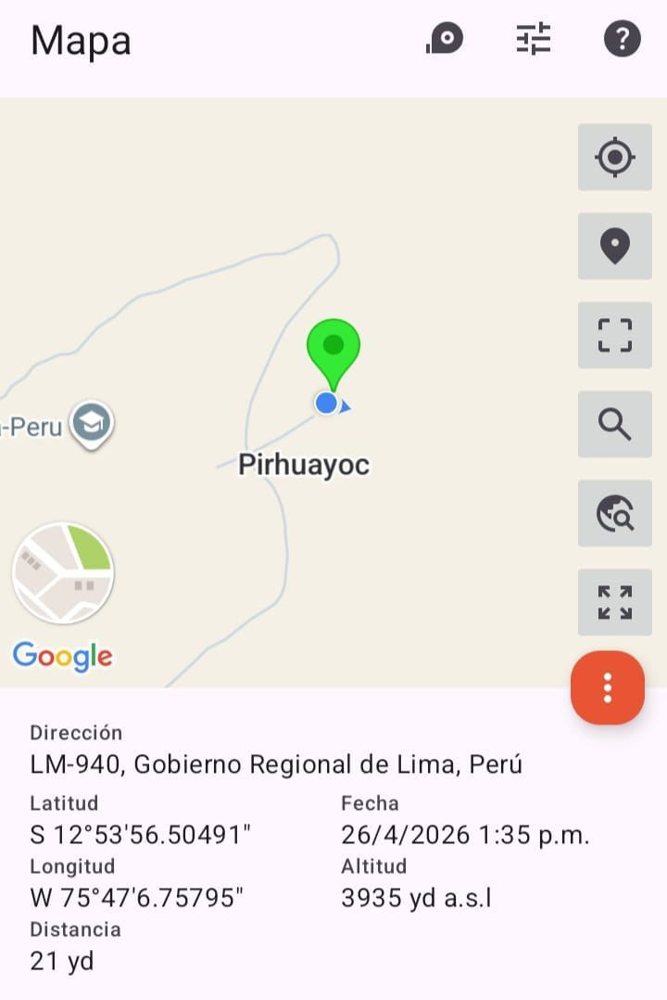 Mapa
-Peru
Pirhuayoc
Google
Dirección
LM-940, Gobierno Regional de Lima, Perú
Latitud
S 12°53'56.50491"
Fecha
26/4/2026 1:35 p.m.
Longitud
W 75°47'6.75795"
Altitud
3935 yd a.s.l
Distancia
21 yd